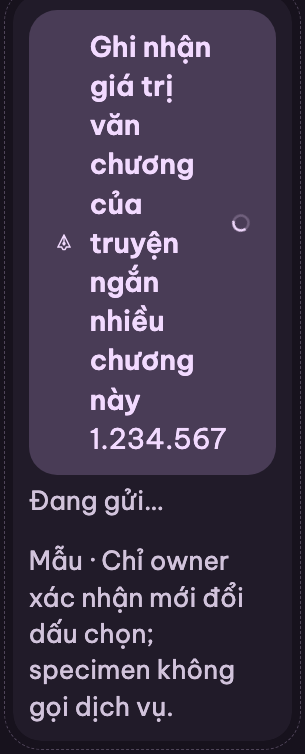 Ghi nhận
giá trị
văn
chương
của
truyện
ngắn
nhiều
chương
này
1.234.567
Đang gửi...
Mẫu · Chỉ owner
xác nhận mới đổi
dấu chọn;
specimen không
gọi dịch vụ.